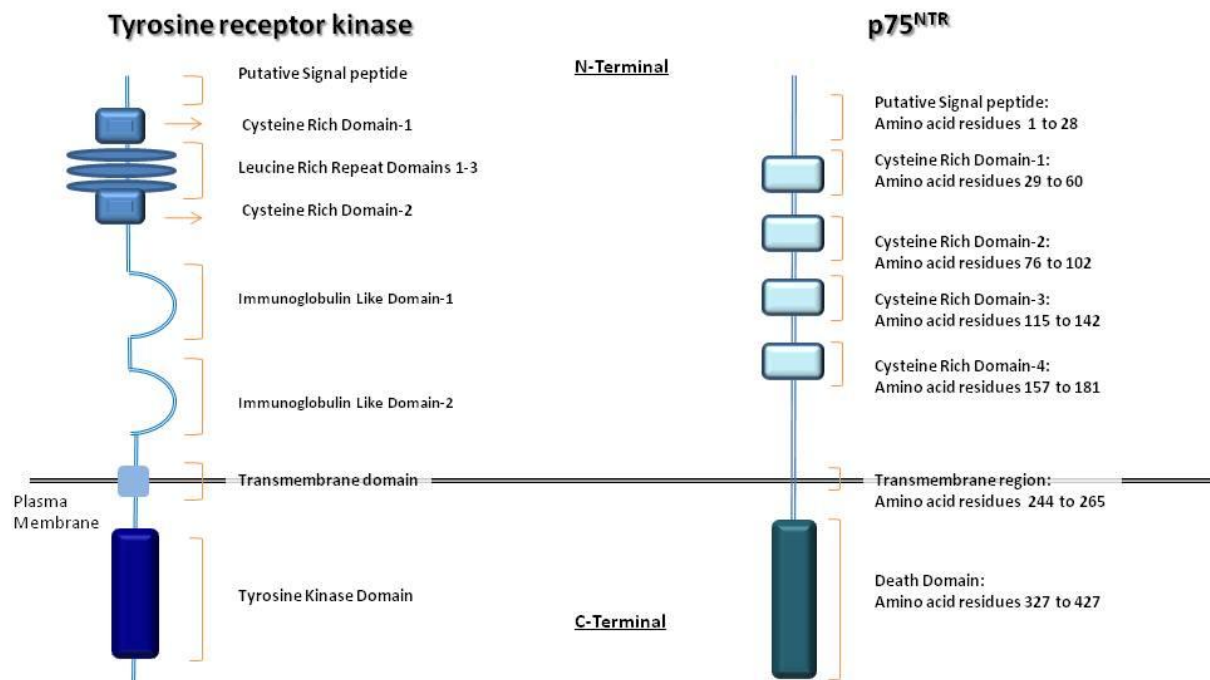 Tyrosine receptor kinase
Putative Signal peptide
Cysteine Rich Domain-1
Leucine Rich Repeat Domains 1-3
Cysteine Rich Domain-2
Immunoglobulin Like Domain-1
Immunoglobulin Like Domain-2
Transmembrane domain
Plasma
Membrane
Tyrosine Kinase Domain
N-Terminal
C-Terminal
p75NTR
Putative Signal peptide:
Amino acid residues 1 to 28
Cysteine Rich Domain-1:
Amino acid residues 29 to 60
Cysteine Rich Domain-2:
Amino acid residues 76 to 102
Cysteine Rich Domain-3:
Amino acid residues 115 to 142
Cysteine Rich Domain-4:
Amino acid residues 157 to 181
Transmembrane region:
Amino acid residues 244 to 265
Death Domain:
Amino acid residues 327 to 427